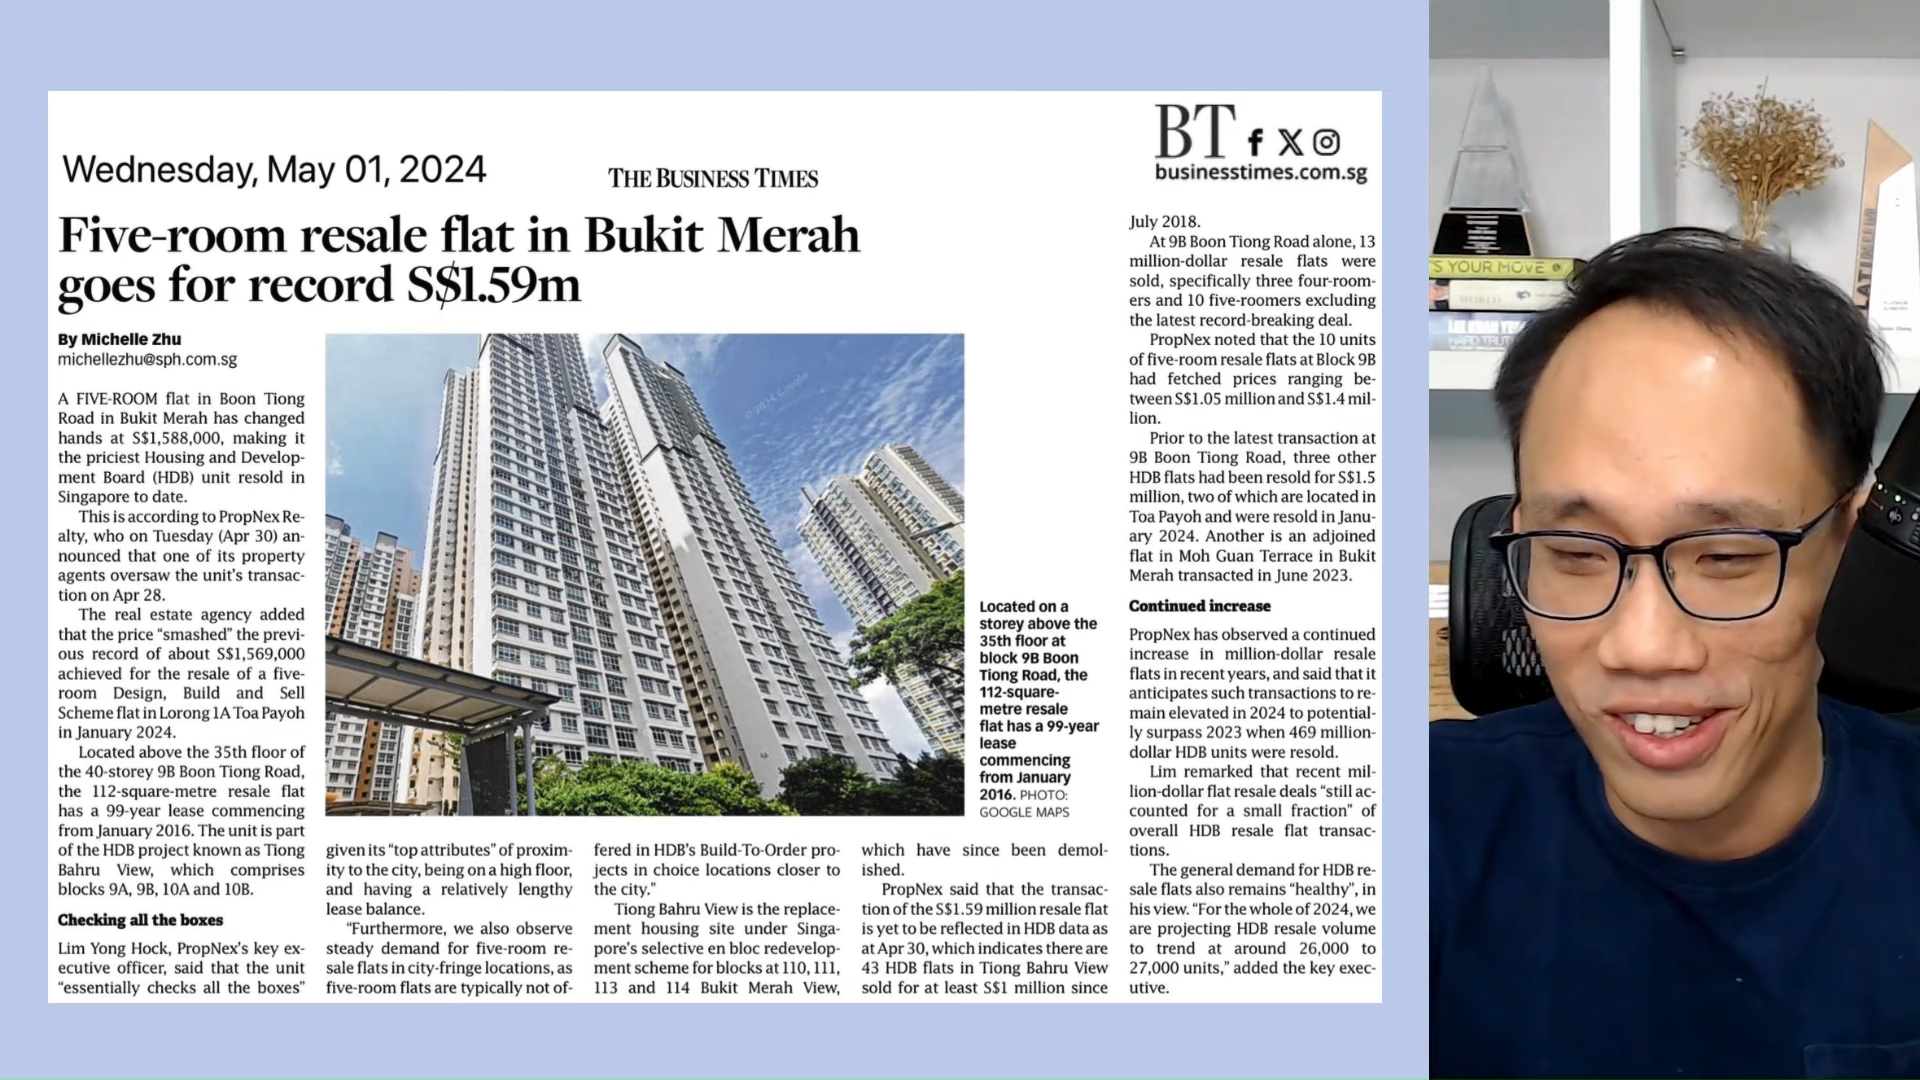 Wednesday, May 01, 2024
THE BUSINESS TIMES
BT
businesstimes.com.sg
Five-room resale flat in Bukit Merah
goes for record S$1.59m
By Michelle Zhu
michellezhu@sph.com.sg
A FIVE-ROOM flat in Boon Tiong
Road in Bukit Merah has changed
hands at S$1,588,000, making it
the priciest Housing and Develop-
ment Board (HDB) unit resold in
Singapore to date.
This is according to PropNex Re-
alty, who on Tuesday (Apr 30) an-
nounced that one of its property
agents oversaw the unit's transac-
tion on Apr 28.
The real estate agency added
that the price “smashed” the previ-
ous record of about S$1,569,000
achieved for the resale of a five-
room Design, Build and Sell
Scheme flat in Lorong 1A Toa Payoh
in January 2024.
Located above the 35th floor of
the 40-storey 9B Boon Tiong Road,
the 112-square-metre resale flat
has a 99-year lease commencing
from January 2016. The unit is part
of the HDB project known as Tiong
Bahru View, which comprises
blocks 9A, 9B, 10A and 10B.
Checking all the boxes
Lim Yong Hock, PropNex's key ex-
ecutive officer, said that the unit
“essentially checks all the boxes”
given its “top attributes” of proxim-
ity to the city, being on a high floor,
and having a relatively lengthy
lease balance.
“Furthermore, we also observe
steady demand for five-room re-
sale flats in city-fringe locations, as
five-room flats are typically not of-
fered in HDB's Build-To-Order pro-
jects in choice locations closer to
the city.”
Tiong Bahru View is the replace-
ment housing site under Singa-
pore's selective en bloc redevelop-
ment scheme for blocks at 110, 111,
113 and 114 Bukit Merah View,
which have since been demol-
ished.
PropNex said that the transac-
tion of the S$1.59 million resale flat
is yet to be reflected in HDB data as
at Apr 30, which indicates there are
43 HDB flats in Tiong Bahru View
sold for at least S$1 million since
©2024 Google
Located on a
storey above the
35th floor at
block 9B Boon
Tiong Road, the
112-square-
metre resale
flat has a 99-year
lease
commencing
from January
2016. PHOTO:
GOOGLE MAPS
July 2018.
At 9B Boon Tiong Road alone, 13
million-dollar resale flats were
sold, specifically three four-room-
ers and 10 five-roomers excluding
the latest record-breaking deal.
PropNex noted that the 10 units
of five-room resale flats at Block 9B
had fetched prices ranging be-
tween S$1.05 million and S$1.4 mil-
lion.
Prior to the latest transaction at
9B Boon Tiong Road, three other
HDB flats had been resold for S$1.5
million, two of which are located in
Toa Payoh and were resold in Janu-
ary 2024. Another is an adjoined
flat in Moh Guan Terrace in Bukit
Merah transacted in June 2023.
Continued increase
PropNex has observed a continued
increase in million-dollar resale
flats in recent years, and said that it
anticipates such transactions to re-
main elevated in 2024 to potential-
ly surpass 2023 when 469 million-
dollar HDB units were resold.
Lim remarked that recent mil-
lion-dollar flat resale deals “still ac-
counted for a small fraction” of
overall HDB resale flat transac-
tions.
The general demand for HDB re-
sale flats also remains “healthy”, in
his view. “For the whole of 2024, we
are projecting HDB resale volume
to trend at around 26,000 to
27,000 units,” added the key exec-
utive.
YOUR MOVE
WORLD